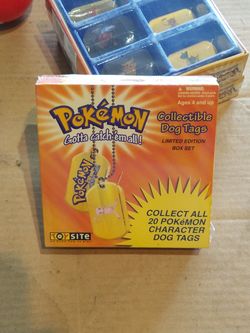 Ages 4 and up
POKéMON
Gotta catch 'em all!
Collectible
Dog Tags
LIMITED EDITION
BOX SET
POKéMON
COLLECT ALL
20 POKéMON
CHARACTER
DOG TAGS
TOYSITE